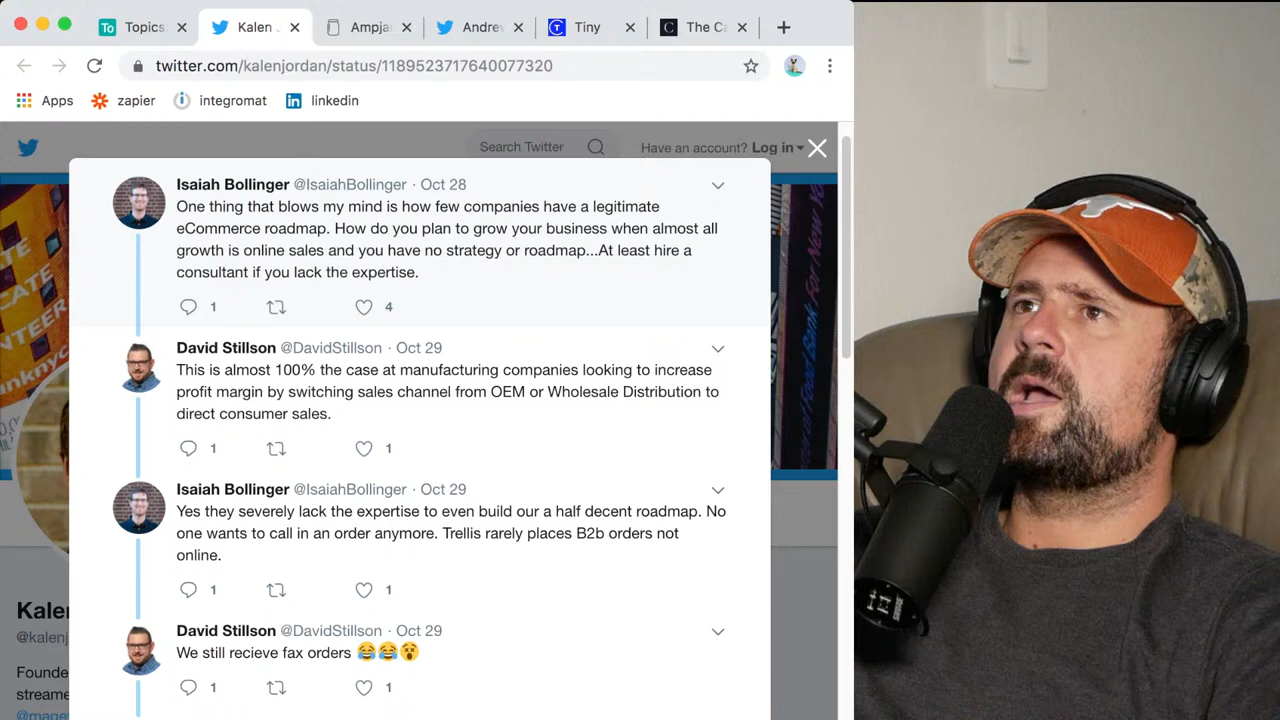 Topics
Kalen
Ampja
Andre
Tiny
The Ca
twitter.com/kalenjordan/status/1189523717640077320
Apps
zapier
integromat
linkedin
Search Twitter
Have an account? Log in
Isaiah Bollinger @IsaiahBollinger · Oct 28
One thing that blows my mind is how few companies have a legitimate
eCommerce roadmap. How do you plan to grow your business when almost all
growth is online sales and you have no strategy or roadmap...At least hire a
consultant if you lack the expertise.
1
4
David Stillson @DavidStillson · Oct 29
This is almost 100% the case at manufacturing companies looking to increase
profit margin by switching sales channel from OEM or Wholesale Distribution to
direct consumer sales.
1
1
Isaiah Bollinger @IsaiahBollinger · Oct 29
Yes they severely lack the expertise to even build our a half decent roadmap. No
one wants to call in an order anymore. Trellis rarely places B2b orders not
online.
1
1
David Stillson @DavidStillson · Oct 29
We still recieve fax orders 😂😂😵
1
1
Kalen
@kalenj
Founde
streame
@mage
Food Bank For New Yo